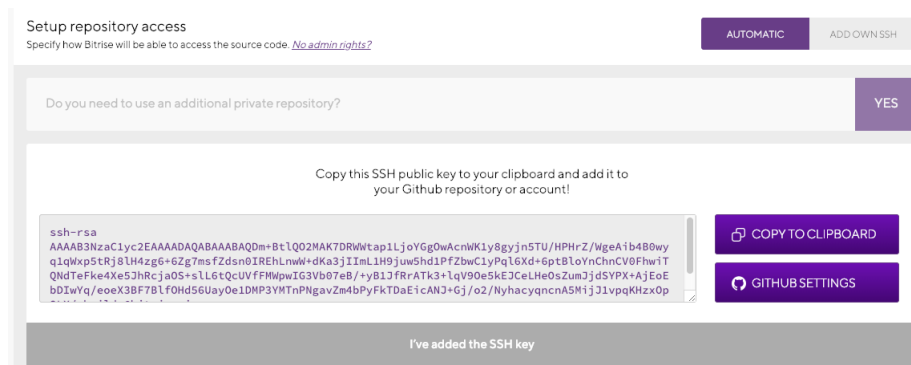 Setup repository access
Specify how Bitrise will be able to access the source code. No admin rights?
AUTOMATIC
ADD OWN SSH
Do you need to use an additional private repository?
YES
Copy this SSH public key to your clipboard and add it to
your Github repository or account!
ssh-rsa
AAAAB3NzaC1yc2EAAAADAQABAAABAQDm+BtlQO2MAK7DRWWtap1LjoYGgOwAcnWK1y8gyjn5TU/HPHrZ/WgeAib4B0wy
q1qWxp5tRj8lH4zg6+6Zg7msfZdsn0IREhLnwW+dKa3jIImL1H9juw5hd1PfZbwC1yPql6Xd+6ptBloYnChnCV0FhwiT
QNdTeFke4Xe5JhRcjaOS+slL6tQcUVfFMWpwIG3Vb07eB/+yB1JfRrATk3+lqV9Oe5kEJCeLHeOsZumJjdSYPX+AjEoE
bDIwYq/eoeX3BF7BlfOHd56UayOe1DMP3YMTnPNgavZm4bPyFkTDaEicANJ+Gj/o2/NyhacyqncnA5MijJ1vpqKHzxOp
COPY TO CLIPBOARD
GITHUB SETTINGS
I've added the SSH key